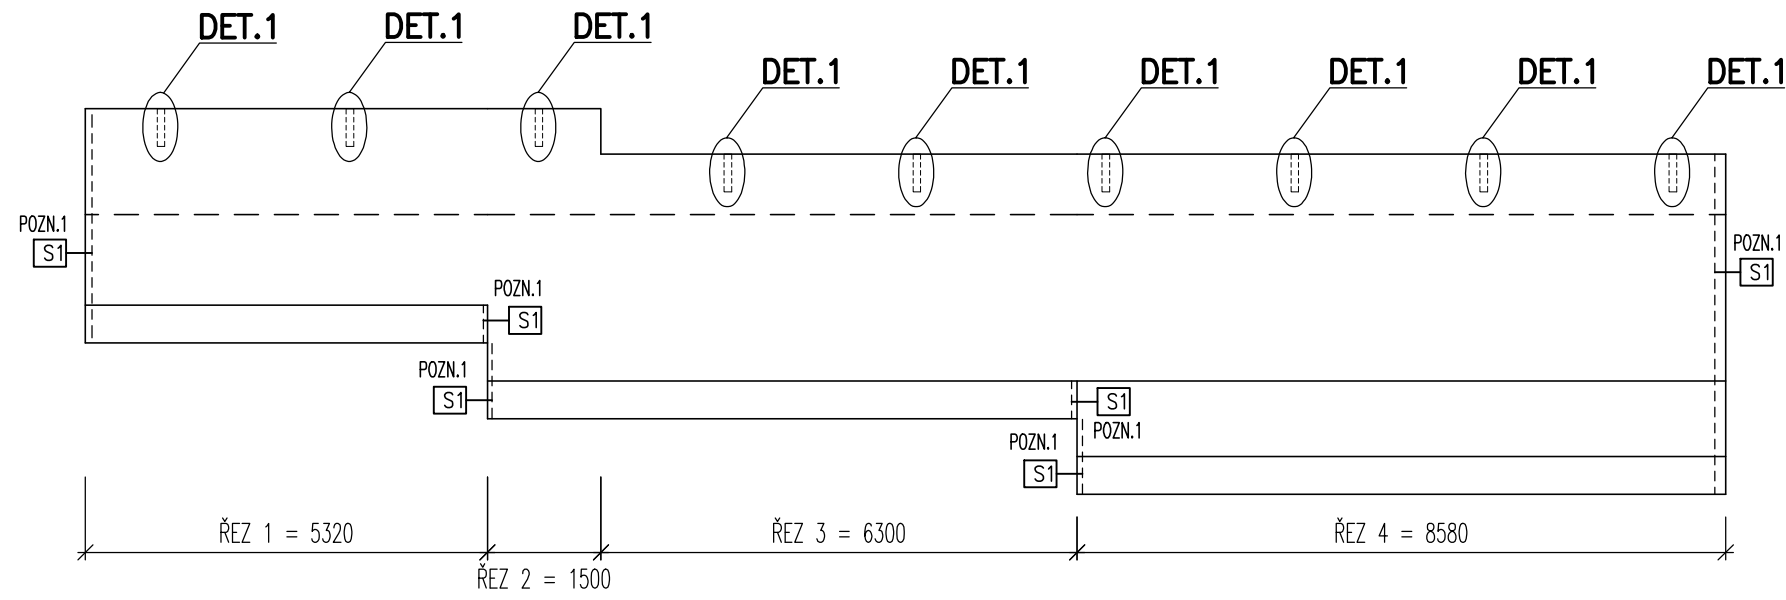 DET.1
DET.1
DET.1
DET.1
DET.1
DET.1
DET.1
DET.1
DET.1
POZN.1
S1
POZN.1
S1
POZN.1
S1
POZN.1
S1
S1
POZN.1
POZN.1
S1
ŘEZ 1 = 5320
ŘEZ 2 = 1500
ŘEZ 3 = 6300
ŘEZ 4 = 8580